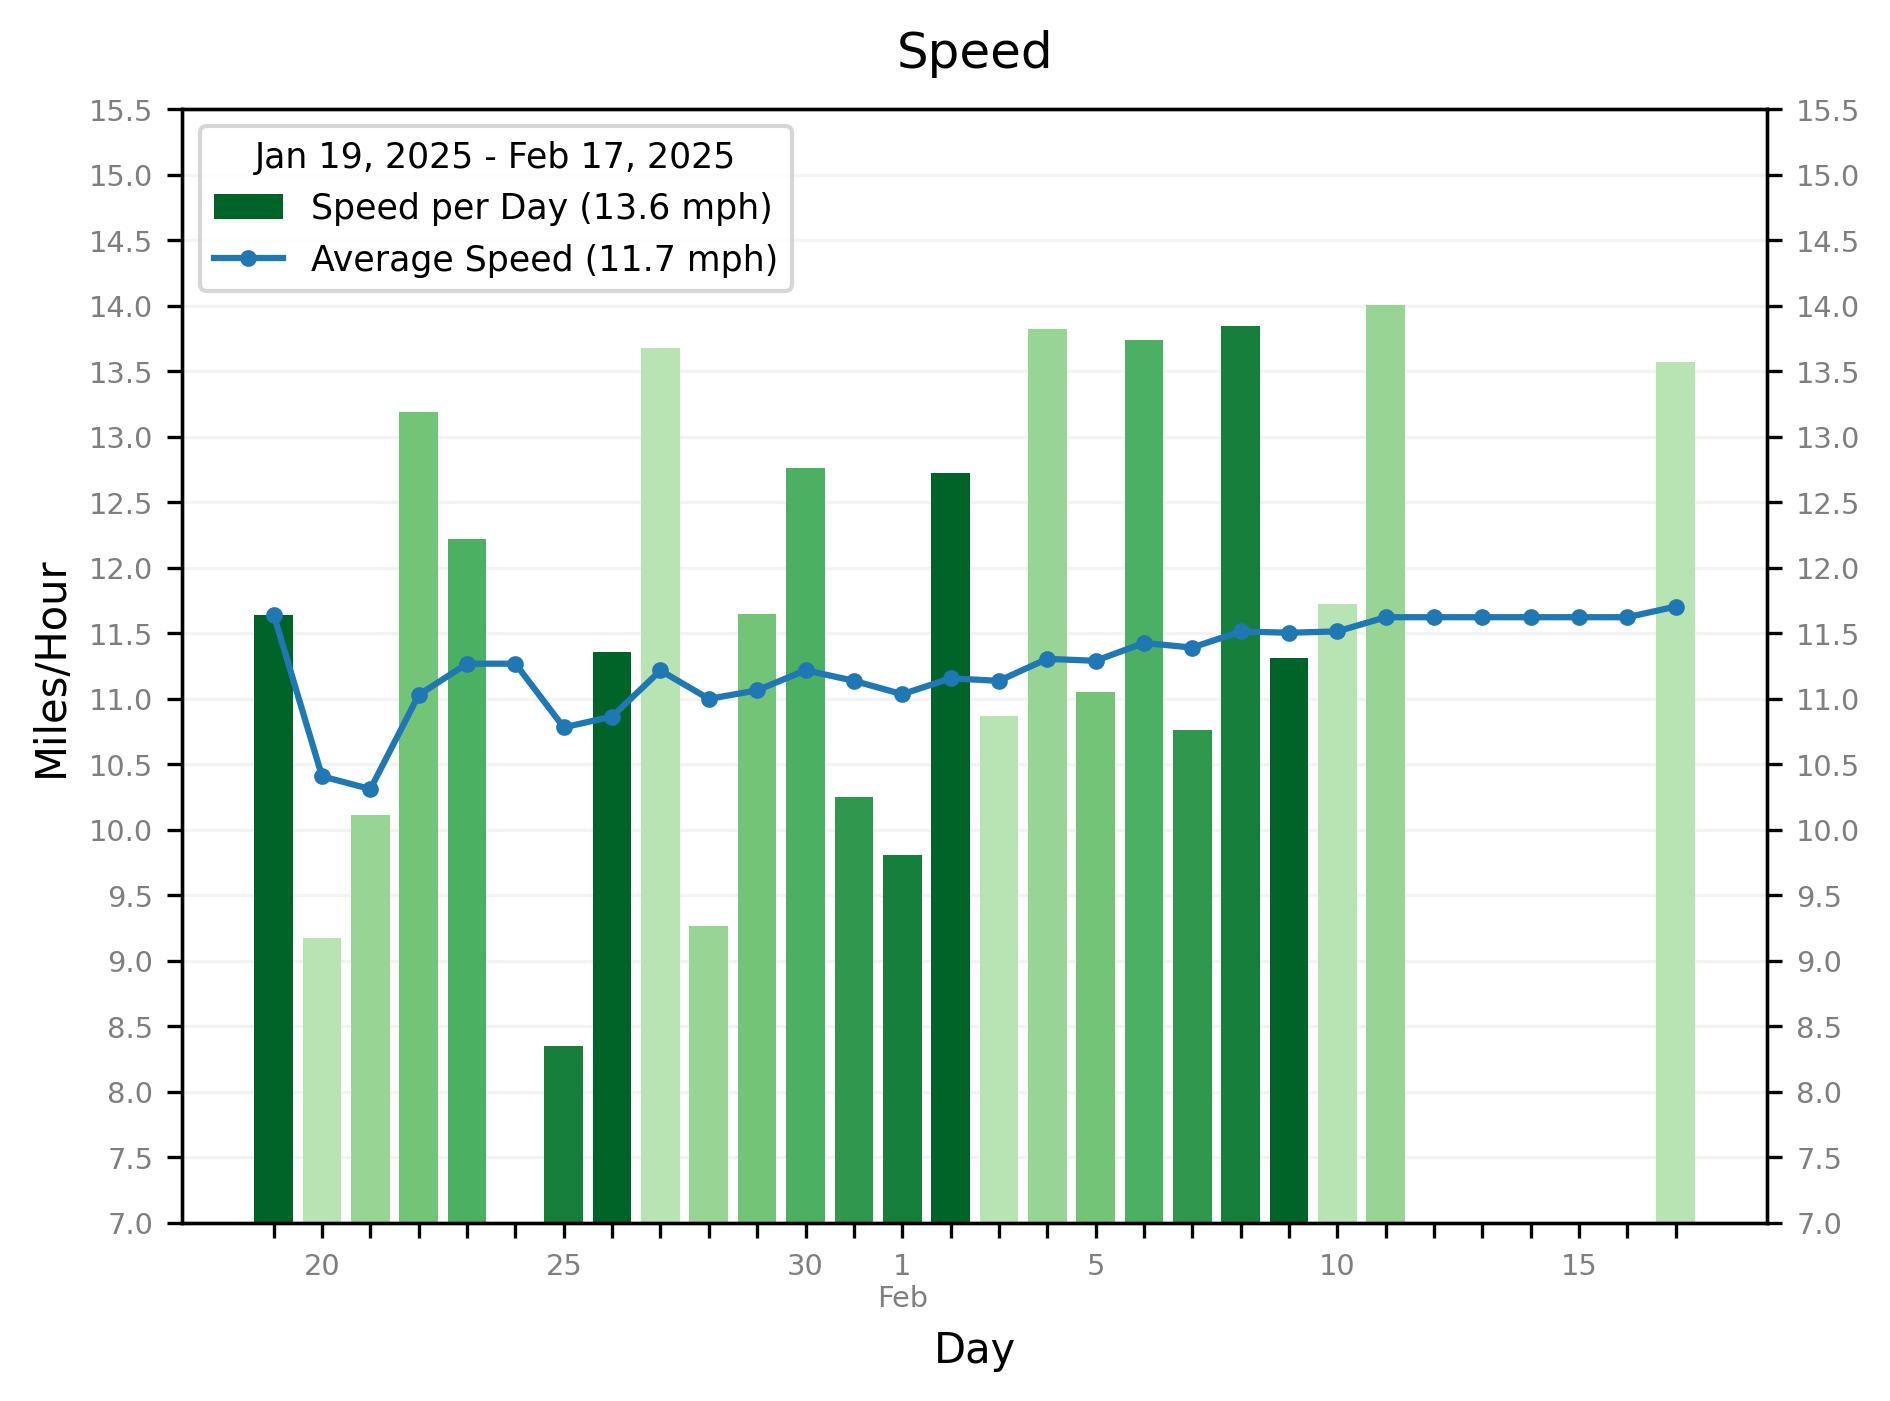 Speed
15.5 15.5
Jan 19, 2025 - Feb 17, 2025
15.0 15.0
Speed per Day (13.6 mph)
14.5 14.5
Average Speed (11.7 mph)
14.0 14.0
13.5 13.5
13.0 13.0
12.5 12.5
12.0 12.0
11.5 11.5
Miles/Hour
11.0 11.0
10.5 10.5
10.0 10.0
9.5 9.5
9.0 9.0
8.5 8.5
8.0 8.0
7.5 7.5
7.0 7.0
20 25 30 1 5 10 15
Feb
Day